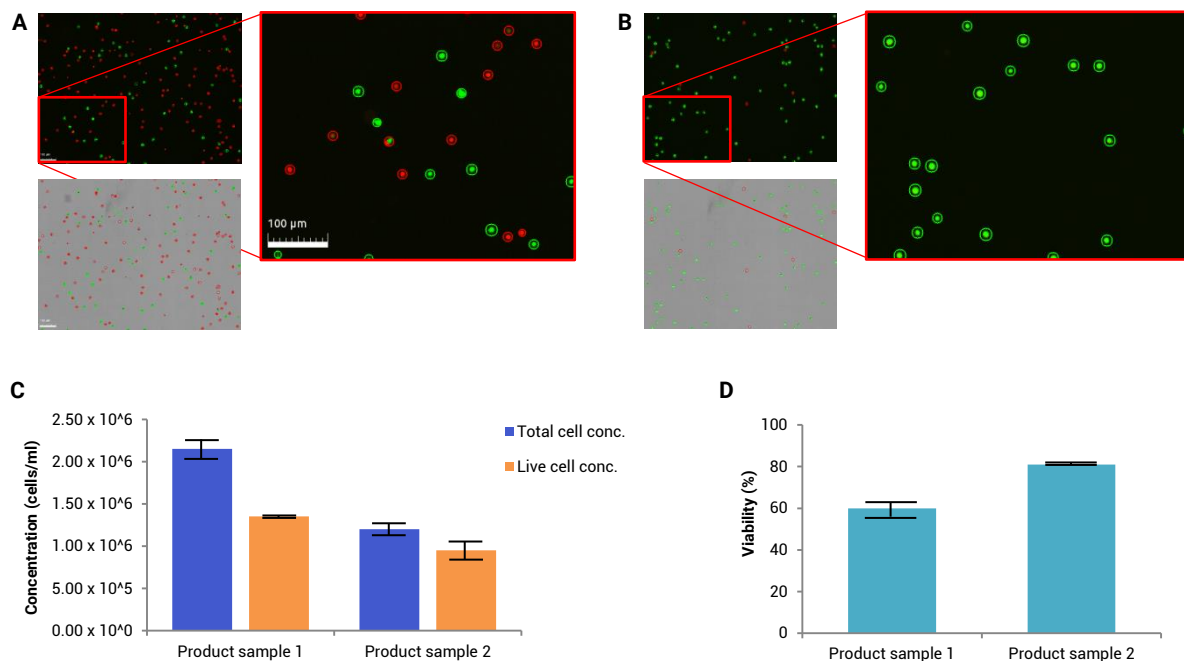 A
B
100 μm
C
2.50 x 10^6
2.00 x 10^6
1.50 x 10^6
1.00 x 10^6
5.00 x 10^5
0.00 x 10^0
Concentration (cells/ml)
Total cell conc.
Live cell conc.
Product sample 1
Product sample 2
D
100
80
60
40
20
0
Viability (%)
Product sample 1
Product sample 2